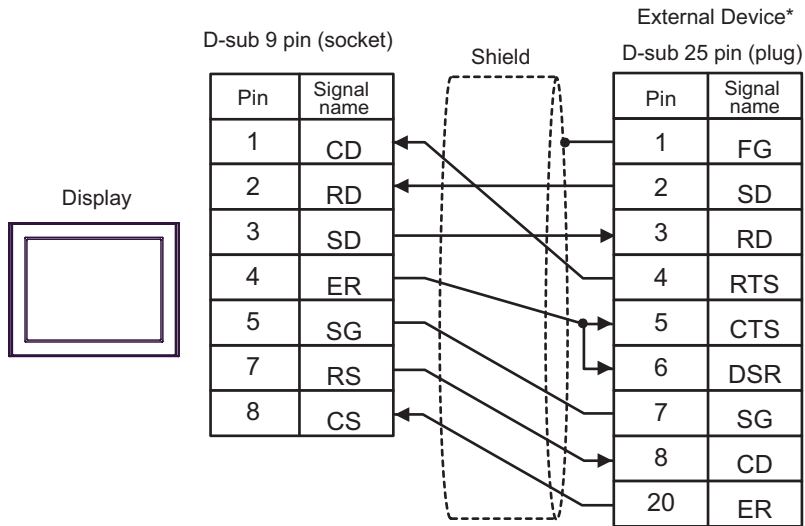 External Device*
D-sub 9 pin (socket)
Shield
D-sub 25 pin (plug)
Display
Pin Signal name
1 CD
2 RD
3 SD
4 ER
5 SG
7 RS
8 CS
Pin Signal name
1 FG
2 SD
3 RD
4 RTS
5 CTS
6 DSR
7 SG
8 CD
20 ER